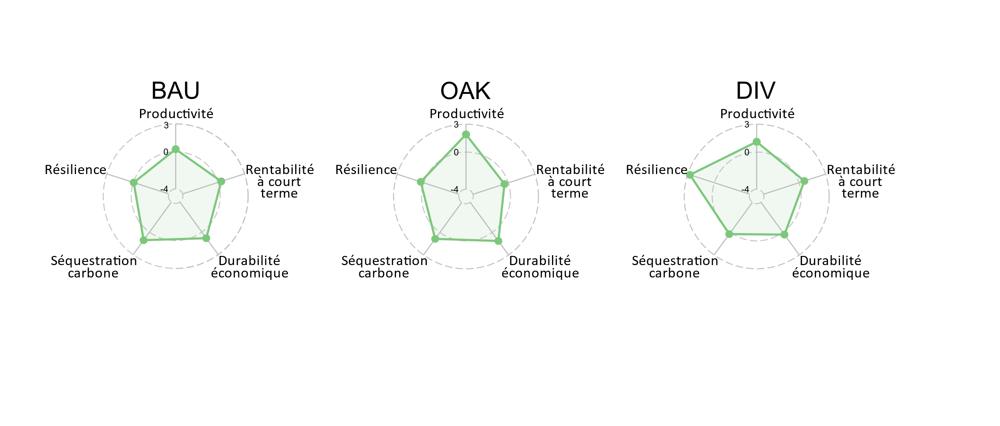 BAU
Productivité
3
0
-4
Résilience
Rentabilité
à court
terme
Séquestration
carbone
Durabilité
économique
OAK
Productivité
3
0
-4
Résilience
Rentabilité
à court
terme
Séquestration
carbone
Durabilité
économique
DIV
Productivité
3
0
-4
Résilience
Rentabilité
à court
terme
Séquestration
carbone
Durabilité
économique